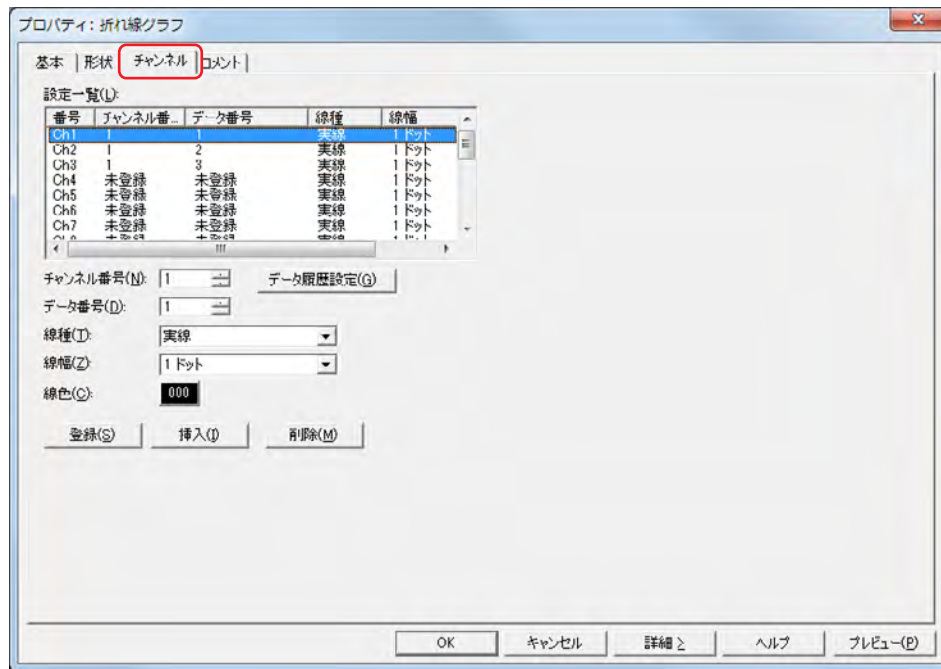 プロパティ: 折れ線グラフ
基本 形状 チャンネル コメント
設定一覧(L):
番号 チャンネル番... データ番号 線種 線幅
Ch1 1 1 実線 1 ドット
Ch2 1 2 実線 1 ドット
Ch3 1 3 実線 1 ドット
Ch4 未登録 未登録 実線 1 ドット
Ch5 未登録 未登録 実線 1 ドット
Ch6 未登録 未登録 実線 1 ドット
Ch7 未登録 未登録 実線 1 ドット
チャンネル番号(N): 1 データ履歴設定(G)
データ番号(D): 1
線種(T): 実線
線幅(Z): 1 ドット
線色(C): 000
登録(S) 挿入(I) 削除(M)
OK キャンセル 詳細 ≥ ヘルプ プレビュー(P)